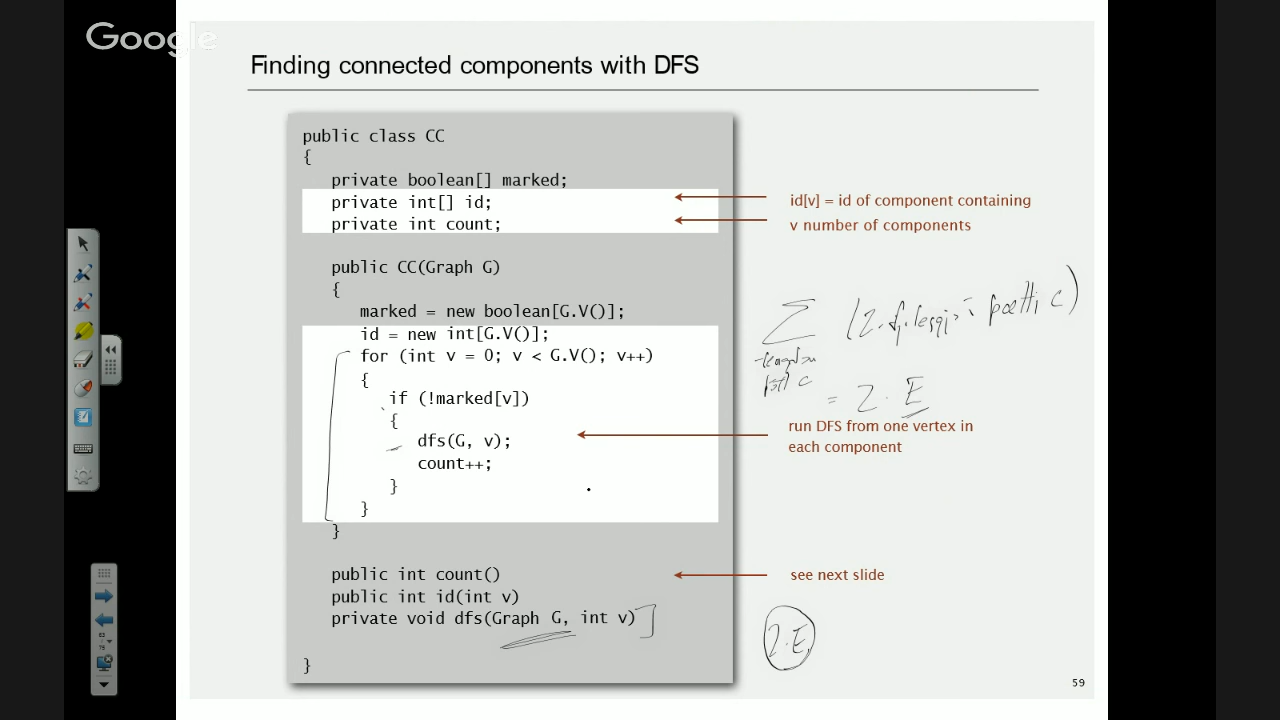 Google
Finding connected components with DFS
public class CC
{
private boolean[] marked;
private int[] id;
private int count;
public CC(Graph G)
{
marked = new boolean[G.V()];
id = new int[G.V()];
for (int v = 0; v < G.V(); v++)
{
if (!marked[v])
{
dfs(G, v);
count++;
}
}
}
public int count()
public int id(int v)
private void dfs(Graph G, int v)
}
id[v] = id of component containing
v number of components
Σ
= 2 · E
run DFS from one vertex in
each component
see next slide
2·E
63
75
59